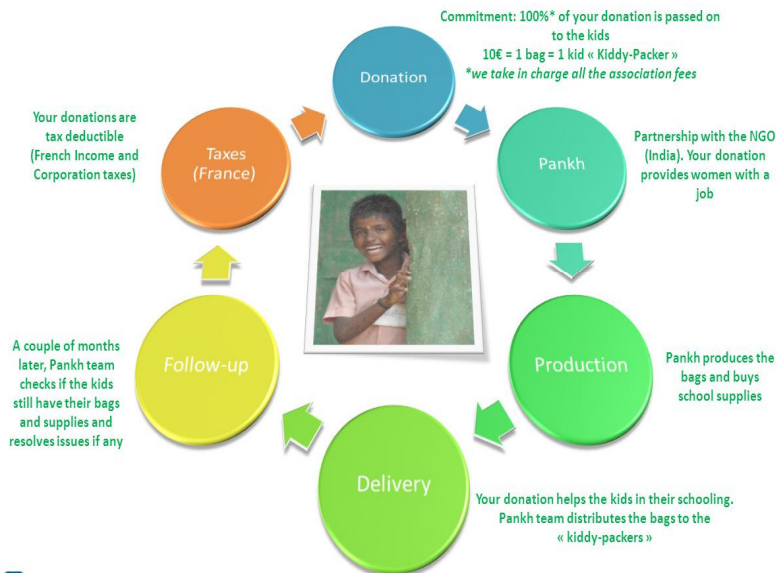 Commitment: 100%* of your donation is passed on
to the kids
10€ = 1 bag = 1 kid « Kiddy-Packer »
*we take in charge all the association fees
Donation
Pankh
Partnership with the NGO
(India). Your donation
provides women with a
job
Production
Pankh produces the
bags and buys
school supplies
Delivery
Your donation helps the kids in their schooling.
Pankh team distributes the bags to the
« kiddy-packers »
Follow-up
A couple of months
later, Pankh team
checks if the kids
still have their bags
and supplies and
resolves issues if any
Taxes
(France)
Your donations are
tax deductible
(French Income and
Corporation taxes)